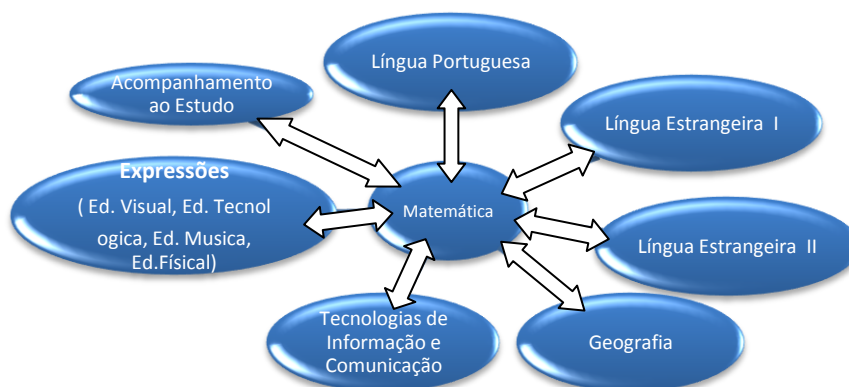 Língua Portuguesa
Acompanhamento
ao Estudo
Língua Estrangeira I
Expressões
( Ed. Visual, Ed. Tecnol
ogica, Ed. Musica,
Ed.Físical)
Matemática
Língua Estrangeira II
Tecnologias de
Informação e
Comunicação
Geografia